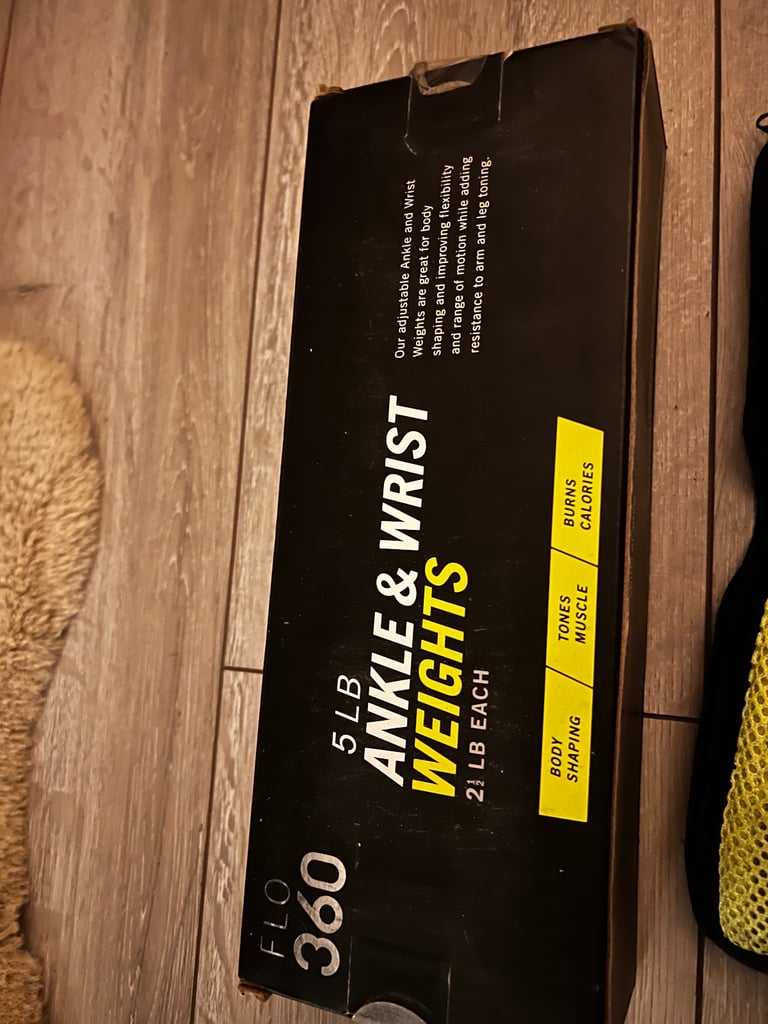 FLO
360
5 LB
ANKLE & WRIST
WEIGHTS
2½ LB EACH
Our adjustable Ankle and Wrist
Weights are great for body
shaping and improving flexibility
and range of motion while adding
resistance to arm and leg toning.
BODY
SHAPING
TONES
MUSCLE
BURNS
CALORIES